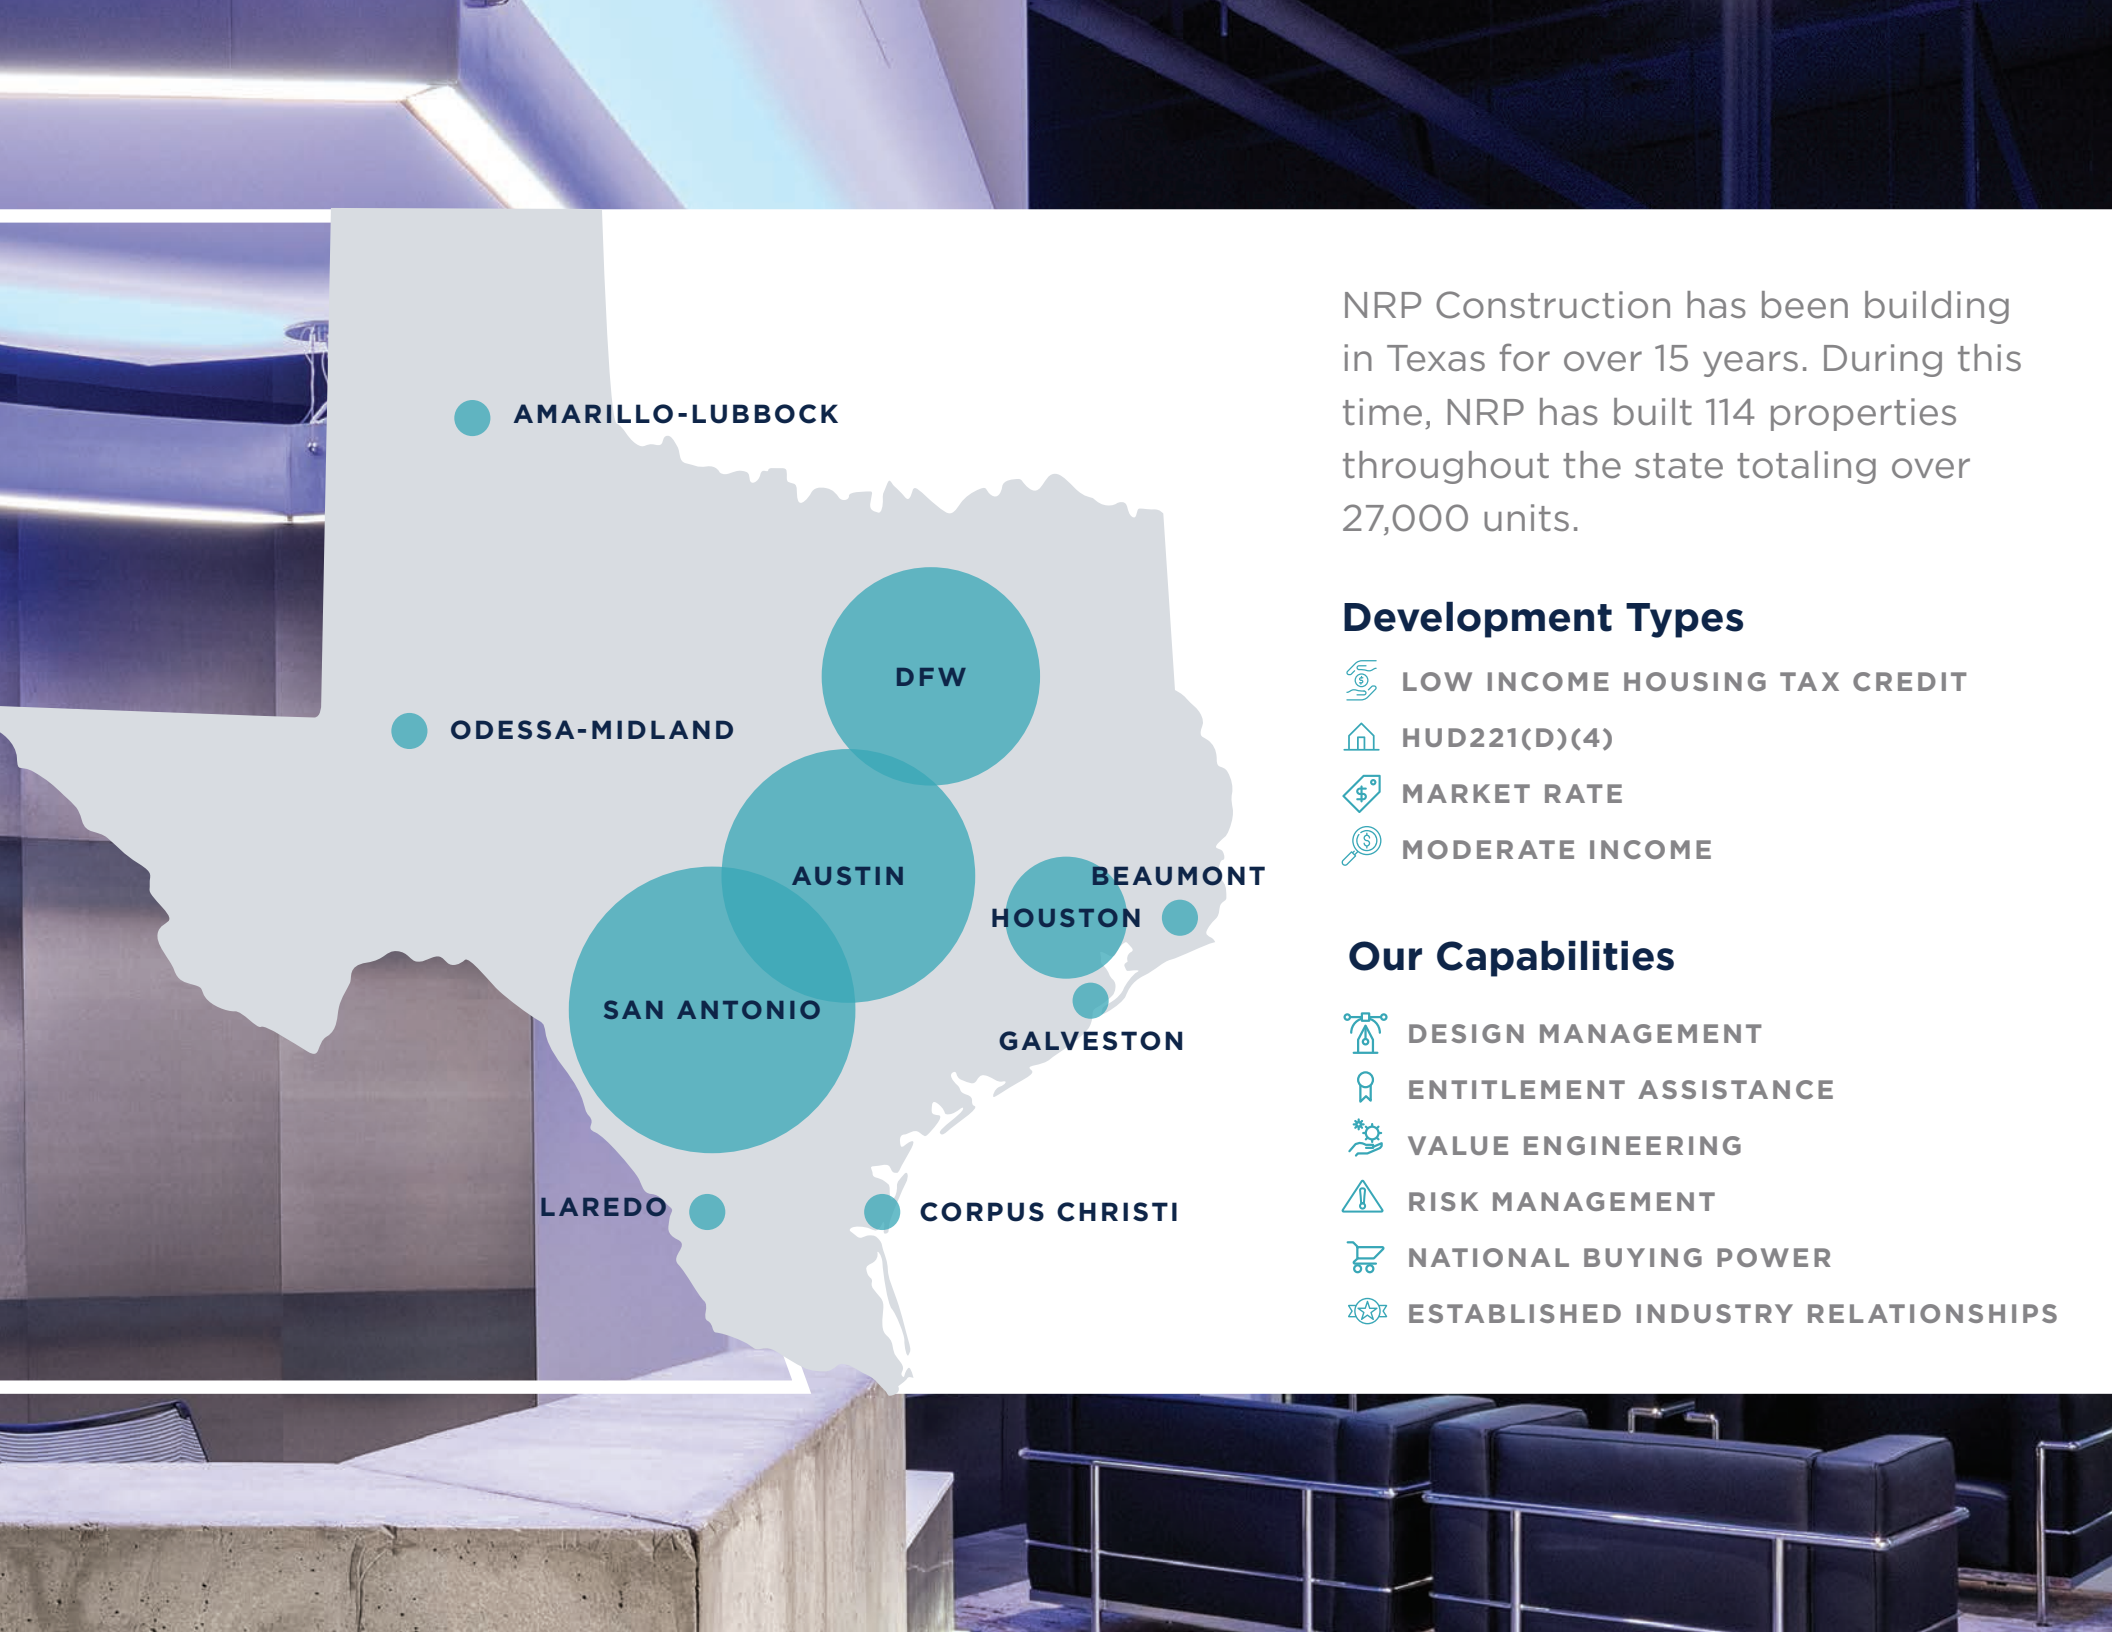 AMARILLO-LUBBOCK
DFW
ODESSA-MIDLAND
AUSTIN
BEAUMONT
HOUSTON
SAN ANTONIO
GALVESTON
LAREDO
CORPUS CHRISTI
NRP Construction has been building
in Texas for over 15 years. During this
time, NRP has built 114 properties
throughout the state totaling over
27,000 units.
Development Types
LOW INCOME HOUSING TAX CREDIT
HUD221(D)(4)
MARKET RATE
MODERATE INCOME
Our Capabilities
DESIGN MANAGEMENT
ENTITLEMENT ASSISTANCE
VALUE ENGINEERING
RISK MANAGEMENT
NATIONAL BUYING POWER
ESTABLISHED INDUSTRY RELATIONSHIPS